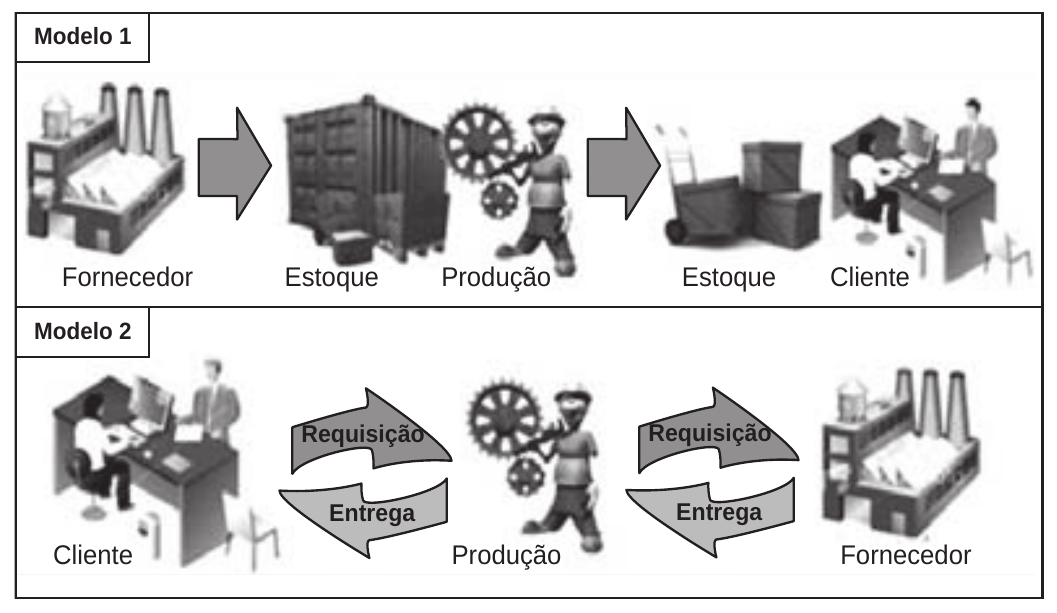 Modelo 1
Fornecedor
Estoque
Produção
Estoque
Cliente
Modelo 2
Requisição
Requisição
Entrega
Entrega
Cliente
Produção
Fornecedor